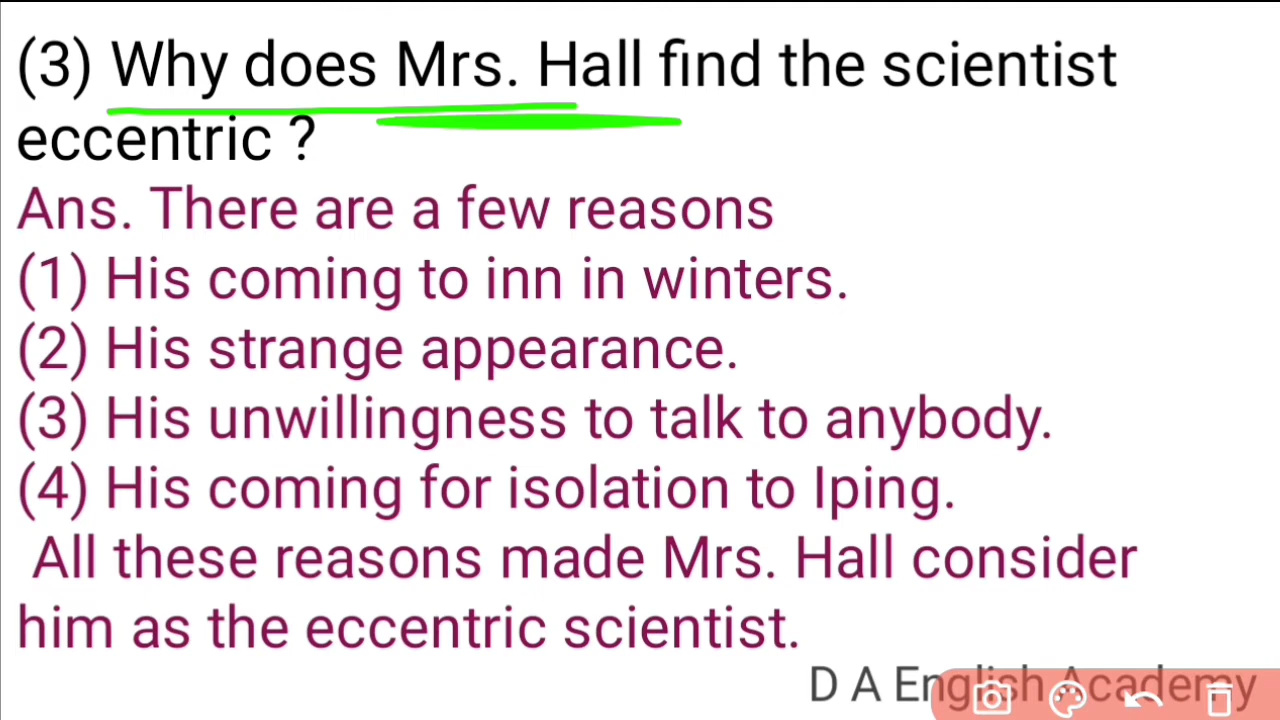 (3) Why does Mrs. Hall find the scientist
eccentric ?
Ans. There are a few reasons
(1) His coming to inn in winters.
(2) His strange appearance.
(3) His unwillingness to talk to anybody.
(4) His coming for isolation to Iping.
All these reasons made Mrs. Hall consider
him as the eccentric scientist.
D A English Academy